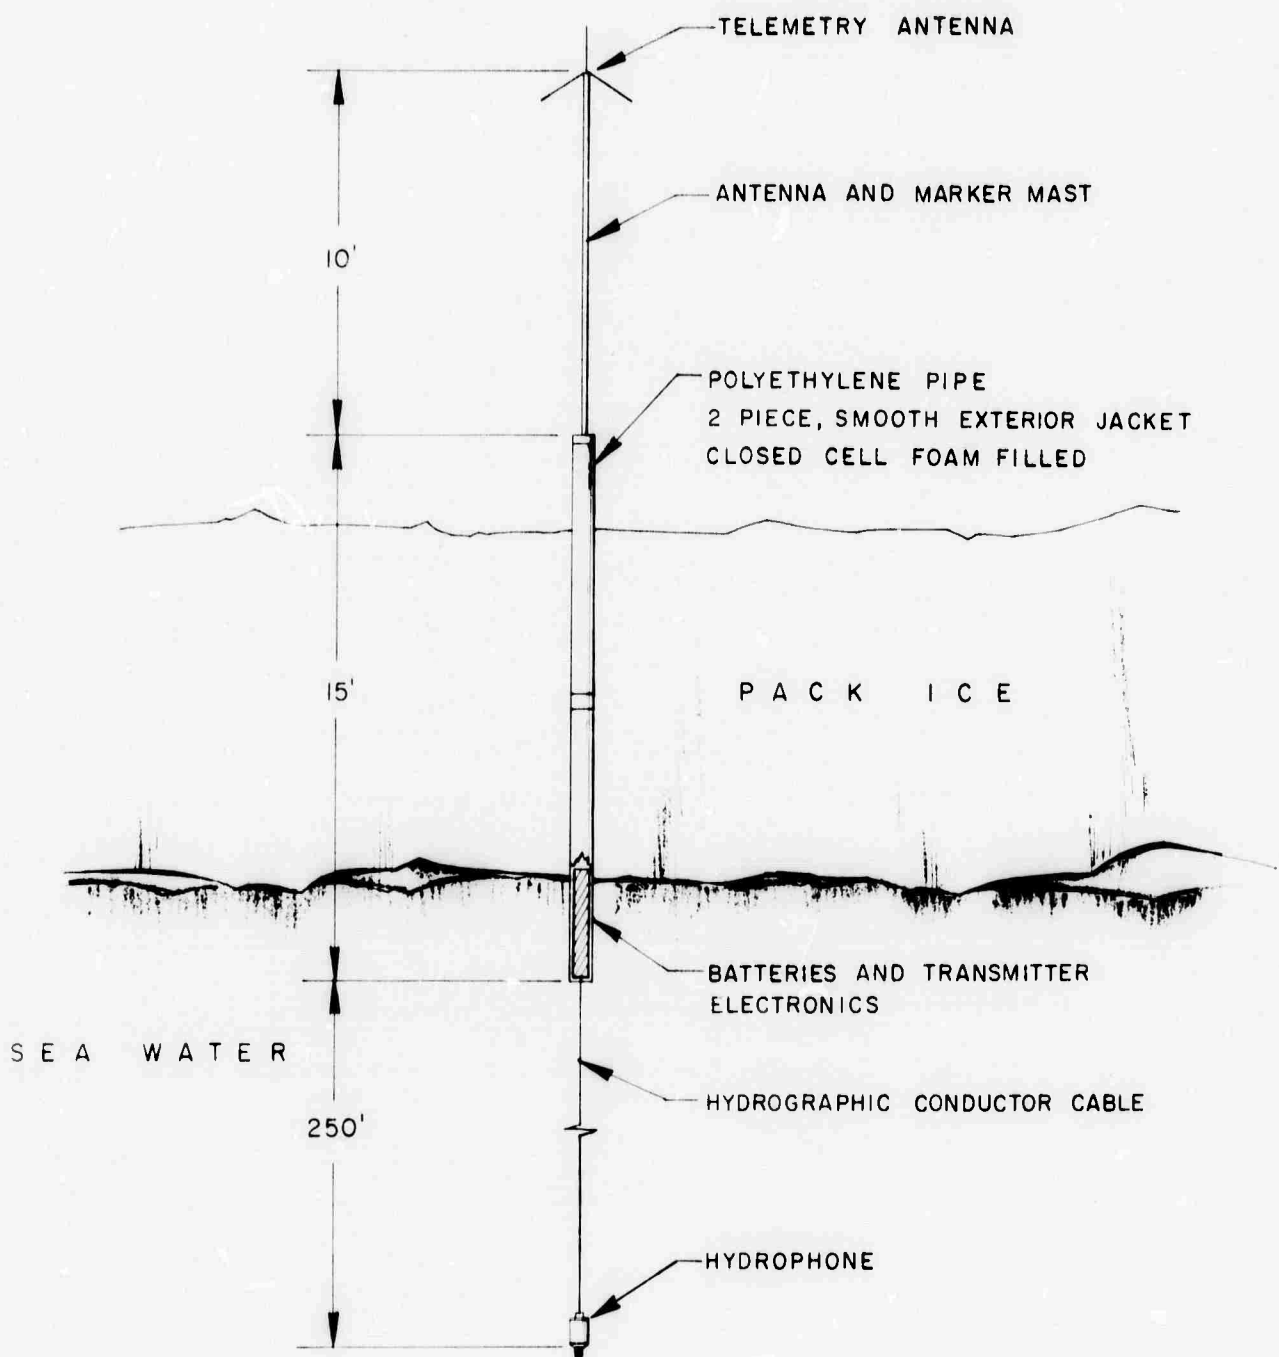 TELEMETRY ANTENNA
ANTENNA AND MARKER MAST
10'
POLYETHYLENE PIPE
2 PIECE, SMOOTH EXTERIOR JACKET
CLOSED CELL FOAM FILLED
15'
PACK ICE
BATTERIES AND TRANSMITTER
ELECTRONICS
SEA WATER
HYDROGRAPHIC CONDUCTOR CABLE
250'
HYDROPHONE